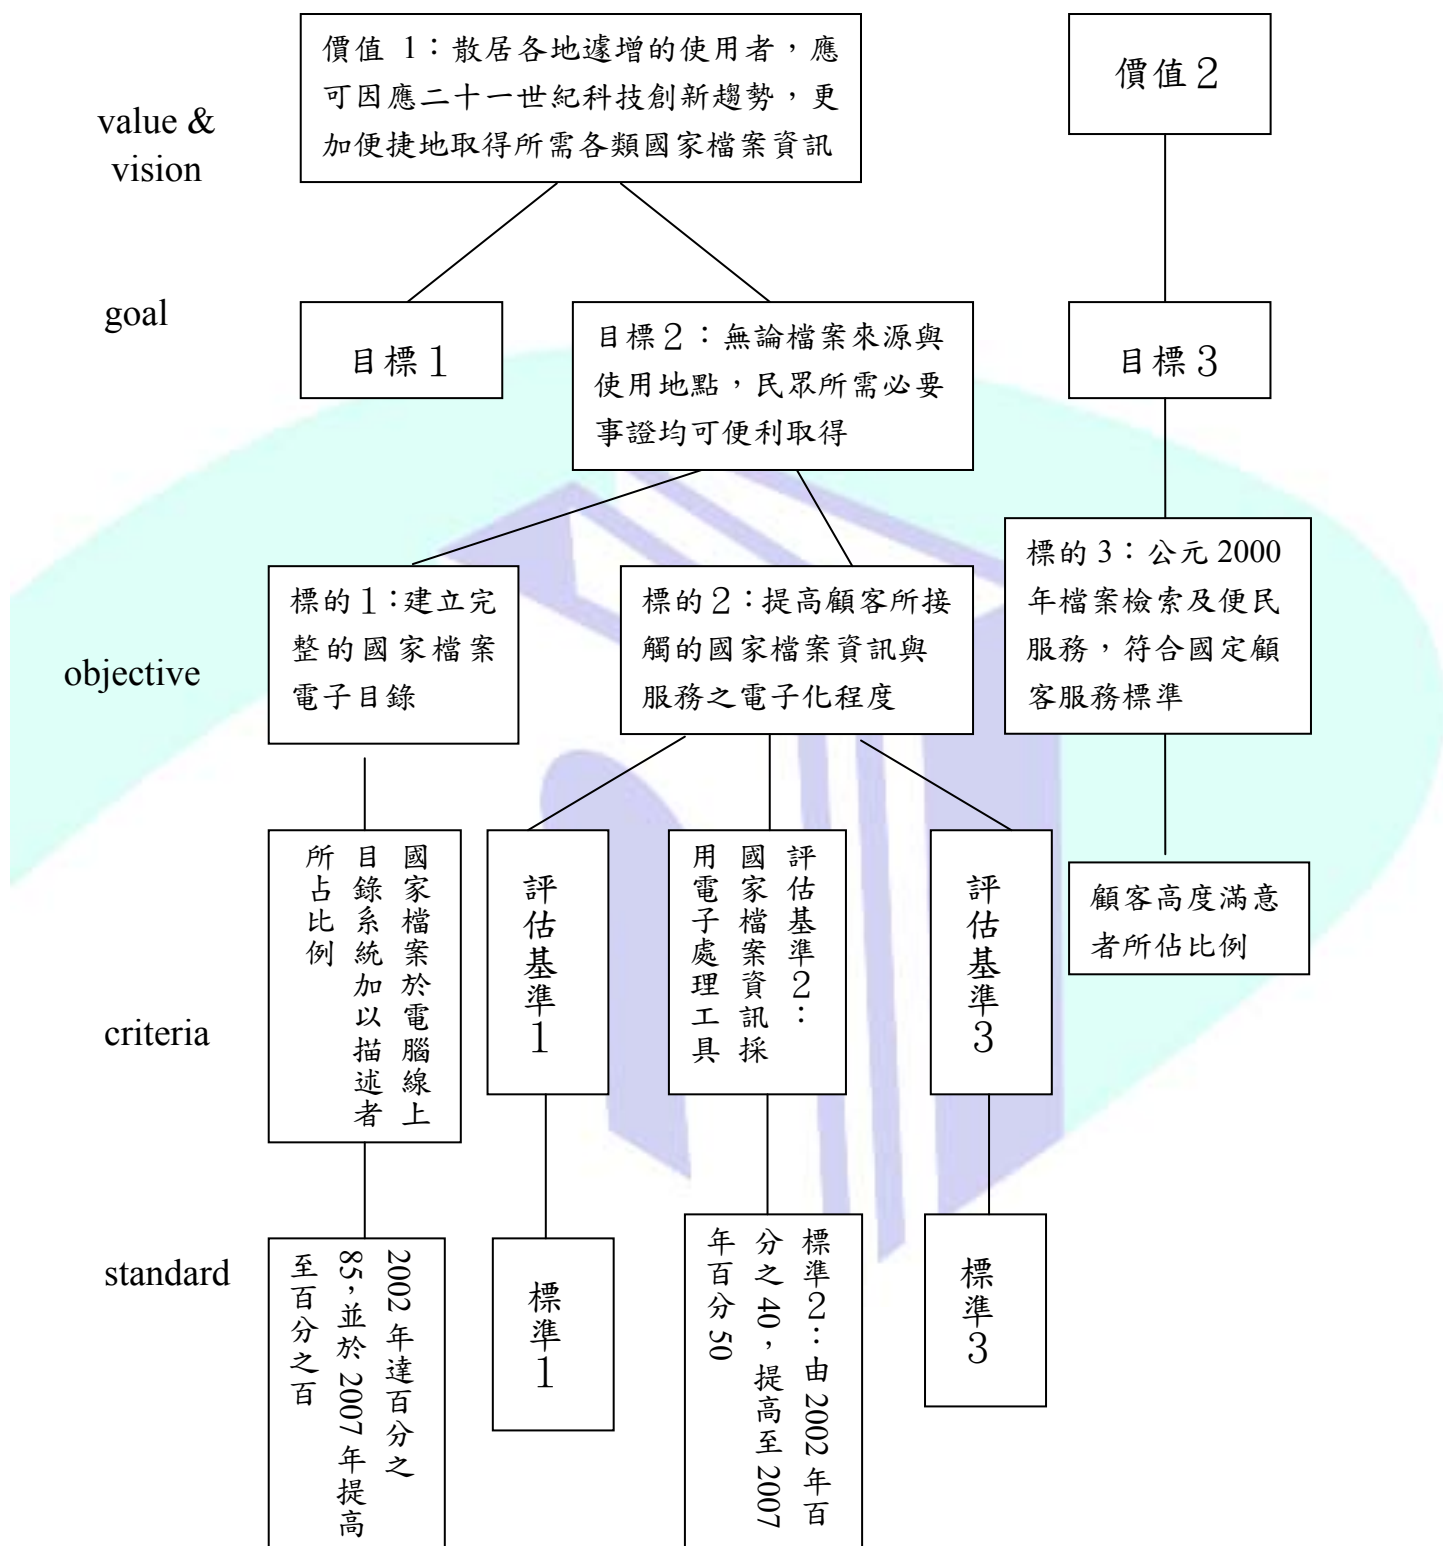 價值 1：散居各地遽增的使用者，應
可因應二十一世紀科技創新趨勢，更
加便捷地取得所需各類國家檔案資訊
價值２
value &
vision
goal
目標１
目標２：無論檔案來源與
使用地點，民眾所需必要
事證均可便利取得
目標３
objective
標的１：建立完
整的國家檔案
電子目錄
標的２：提高顧客所接
觸的國家檔案資訊與
服務之電子化程度
標的 3：公元 2000
年檔案檢索及便民
服務，符合國定顧
客服務標準
criteria
國家檔案於電腦線上
目錄系統加以描述者
所占比例
評估基準１
評估基準２：
國家檔案資訊採
用電子處理工具
評估基準３
顧客高度滿意
者所佔比例
standard
2002 年達百分之
85，並於 2007 年提高
至百分之百
標準１
標準２：由 2002 年百
分之 40，提高至 2007
年百分 50
標準３